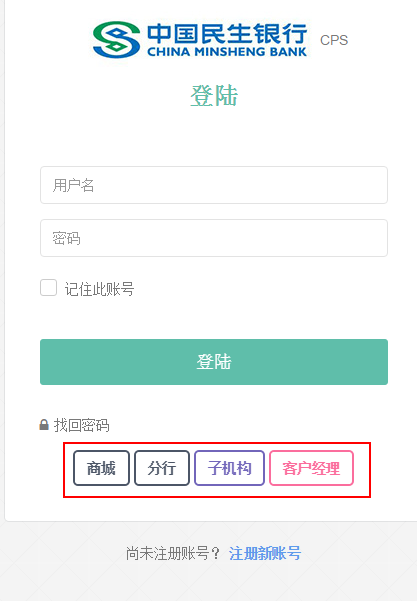 中国民生银行
CHINA MINSHENG BANK CPS
登陆
用户名
密码
记住此账号
登陆
找回密码
商城 分行 子机构 客户经理
尚未注册账号？ 注册新账号